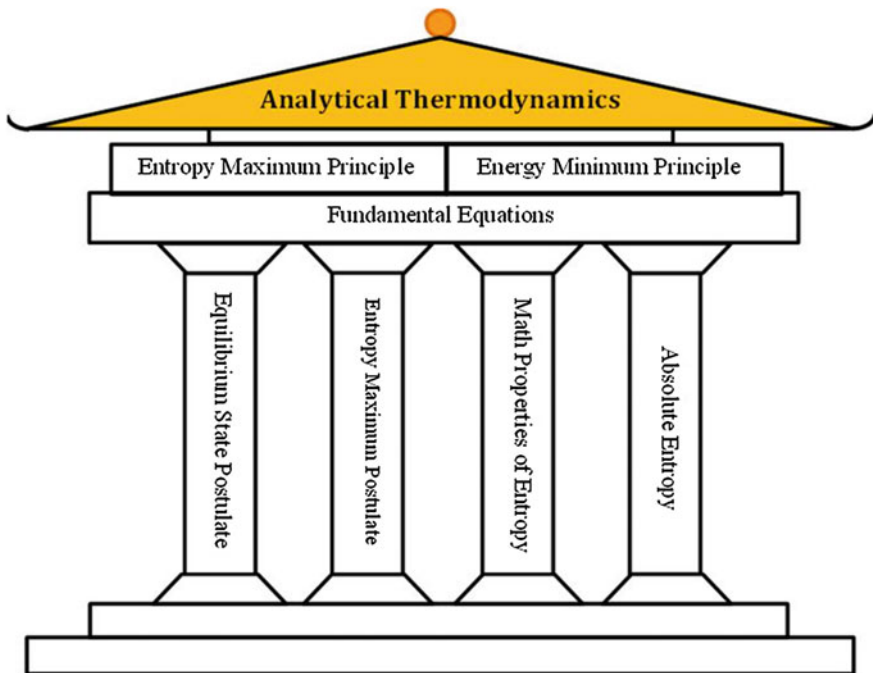 Analytical Thermodynamics
Entropy Maximum Principle
Energy Minimum Principle
Fundamental Equations
Equilibrium State Postulate
Entropy Maximum Postulate
Math Properties of Entropy
Absolute Entropy